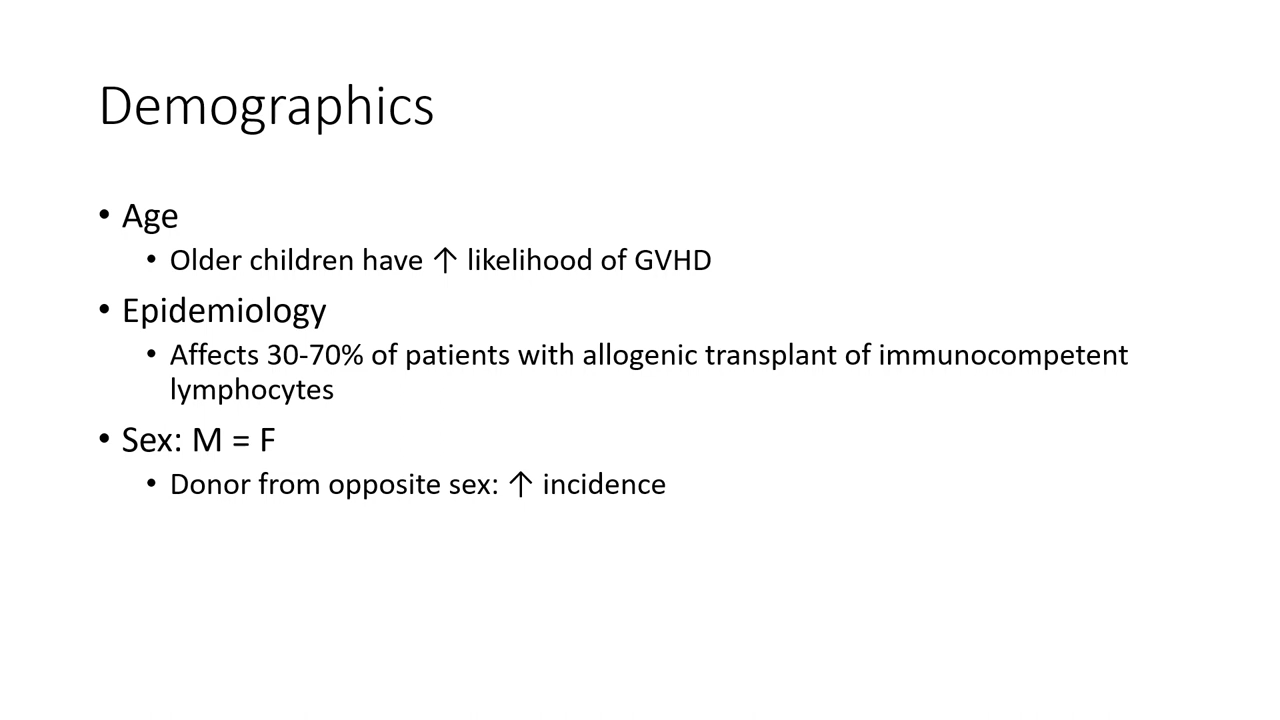 Demographics
• Age
• Older children have ↑ likelihood of GVHD
• Epidemiology
• Affects 30-70% of patients with allogenic transplant of immunocompetent
lymphocytes
• Sex: M = F
• Donor from opposite sex: ↑ incidence